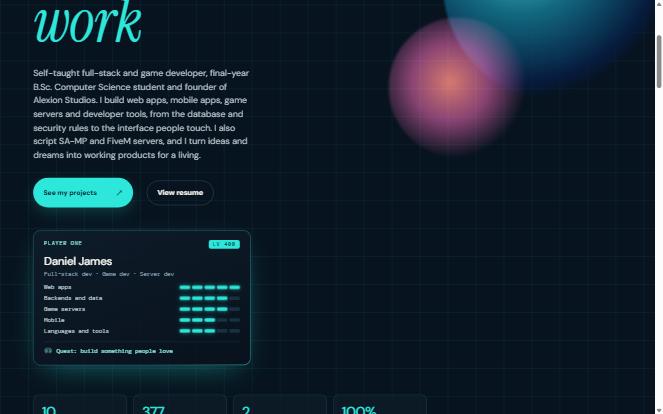 work
Self-taught full-stack and game developer, final-year
B.Sc. Computer Science student and founder of
Alexion Studios. I build web apps, mobile apps, game
servers and developer tools, from the database and
security rules to the interface people touch. I also
script SA-MP and FiveM servers, and I turn ideas and
dreams into working products for a living.
See my projects ↗
View resume
PLAYER ONE
LV 400
Daniel James
Full-stack dev · Game dev · Server dev
Web apps
Backends and data
Game servers
Mobile
Languages and tools
Quest: build something people love
10
377
2
100%